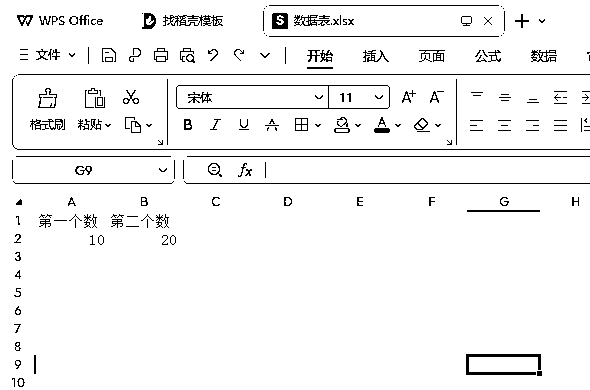 WPS Office 找稻壳模板 数据表.xlsx
文件 开始 插入 页面 公式 数据
格式刷 粘贴 宋体 11 A+ A-
B I U A A
G9 fx
A B C D E F G H
1 第一个数 第二个数
2 10 20
3
4
5
6
7
8
9
10